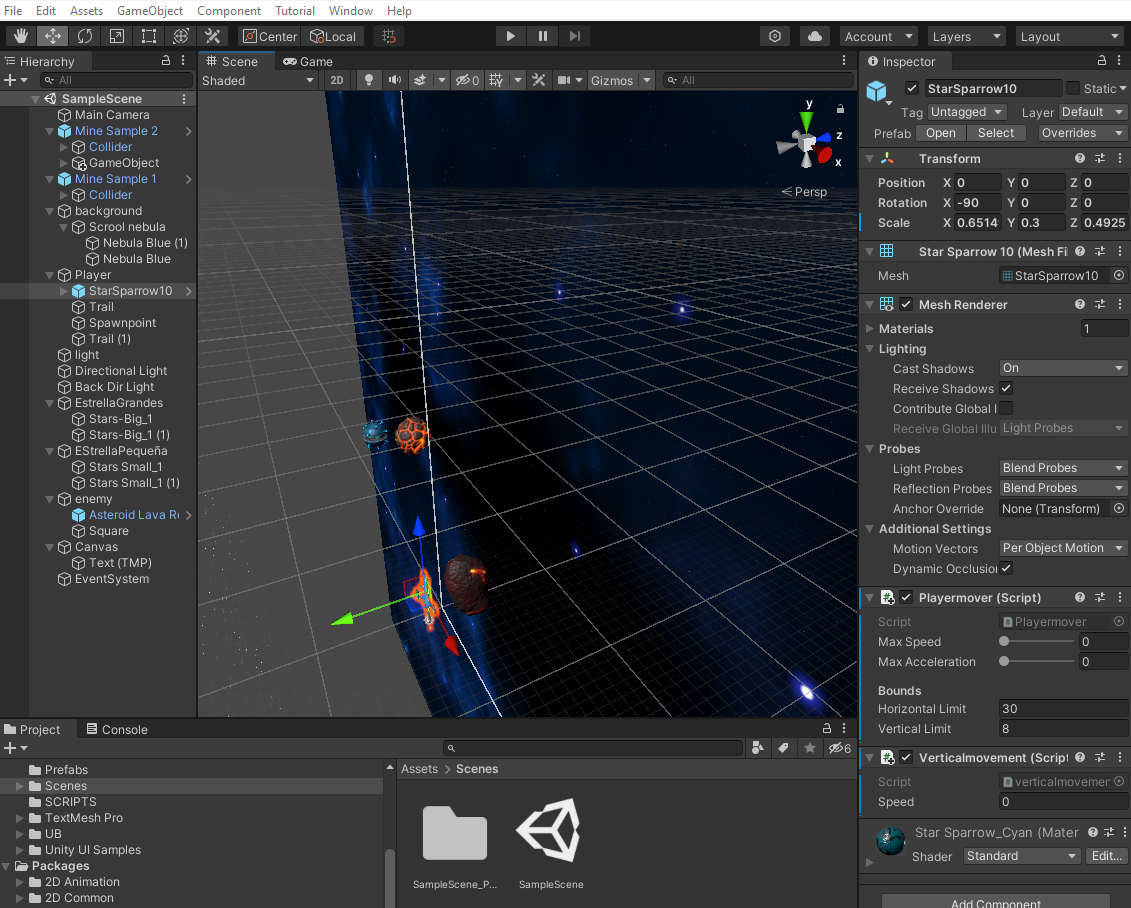 File Edit Assets GameObject Component Tutorial Window Help
Center Local Account Layers Layout
Hierarchy
All
SampleScene
Main Camera
Mine Sample 2
Collider
GameObject
Mine Sample 1
Collider
background
Scrool nebula
Nebula Blue (1)
Nebula Blue
Player
StarSparrow10
Trail
Spawnpoint
Trail (1)
light
Directional Light
Back Dir Light
EstrellaGrandes
Stars-Big_1
Stars-Big_1 (1)
EStrellaPequeña
Stars Small_1
Stars Small_1 (1)
enemy
Asteroid Lava R
Square
Canvas
Text (TMP)
EventSystem
Scene Game
Shaded 2D 0 Gizmos All
y
z
x
Persp
Inspector
StarSparrow10 Static
Tag Untagged Layer Default
Prefab Open Select Overrides
Transform
Position X 0 Y 0 Z 0
Rotation X -90 Y 0 Z 0
Scale X 0.6514 Y 0.3 Z 0.4925
Star Sparrow 10 (Mesh Fi
Mesh StarSparrow10
Mesh Renderer
Materials 1
Lighting
Cast Shadows On
Receive Shadows
Contribute Global I
Receive Global Illu Light Probes
Probes
Light Probes Blend Probes
Reflection Probes Blend Probes
Anchor Override None (Transform)
Additional Settings
Motion Vectors Per Object Motion
Dynamic Occlusion
Playermover (Script)
Script Playermover
Max Speed 0
Max Acceleration 0
Bounds
Horizontal Limit 30
Vertical Limit 8
Verticalmovement (Script
Script verticalmovemer
Speed 0
Star Sparrow_Cyan (Mater
Shader Standard Edit...
Add Component
Project Console
6
Prefabs
Scenes
SCRIPTS
TextMesh Pro
UB
Unity UI Samples
Packages
2D Animation
2D Common
Assets > Scenes
SampleScene_P...
SampleScene